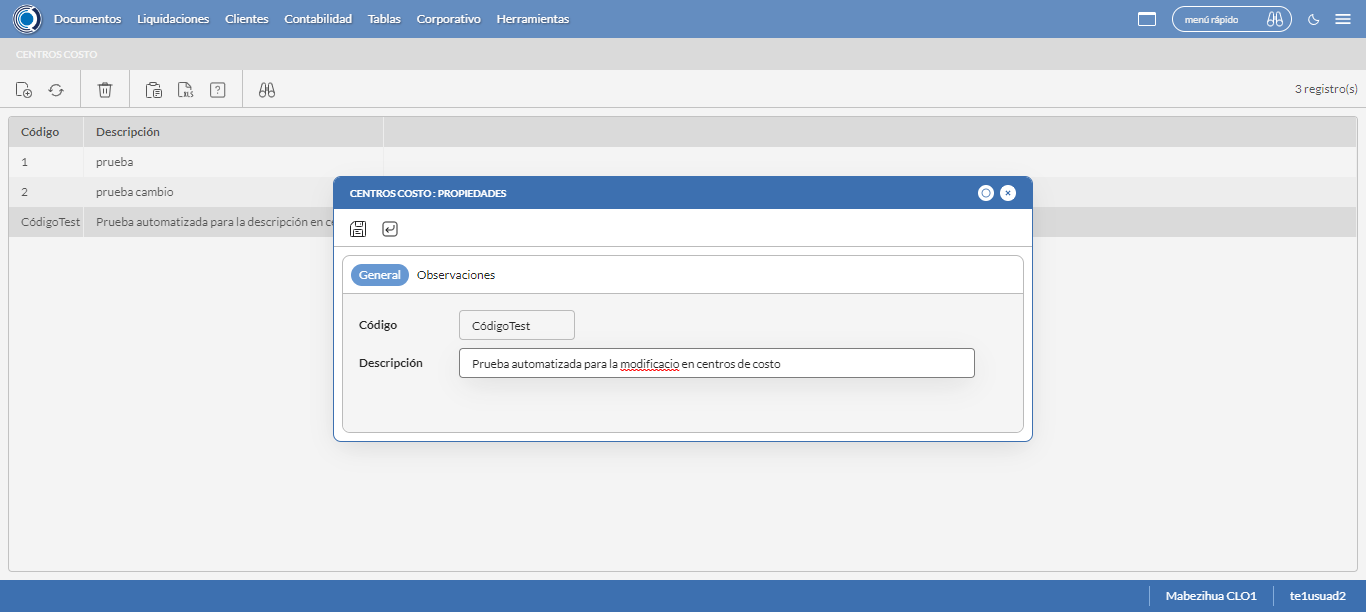 Documentos Liquidaciones Clientes Contabilidad Tablas Corporativo Herramientas menú rápido
CENTROS COSTO
XLS ? 3 registro(s)
Código Descripción
1 prueba
2 prueba cambio
CódigoTest Prueba automatizada para la descripción en ce
CENTROS COSTO : PROPIEDADES
General Observaciones
Código CódigoTest
Descripción Prueba automatizada para la modificacio en centros de costo
Mabezihua CLO1 te1usuad2